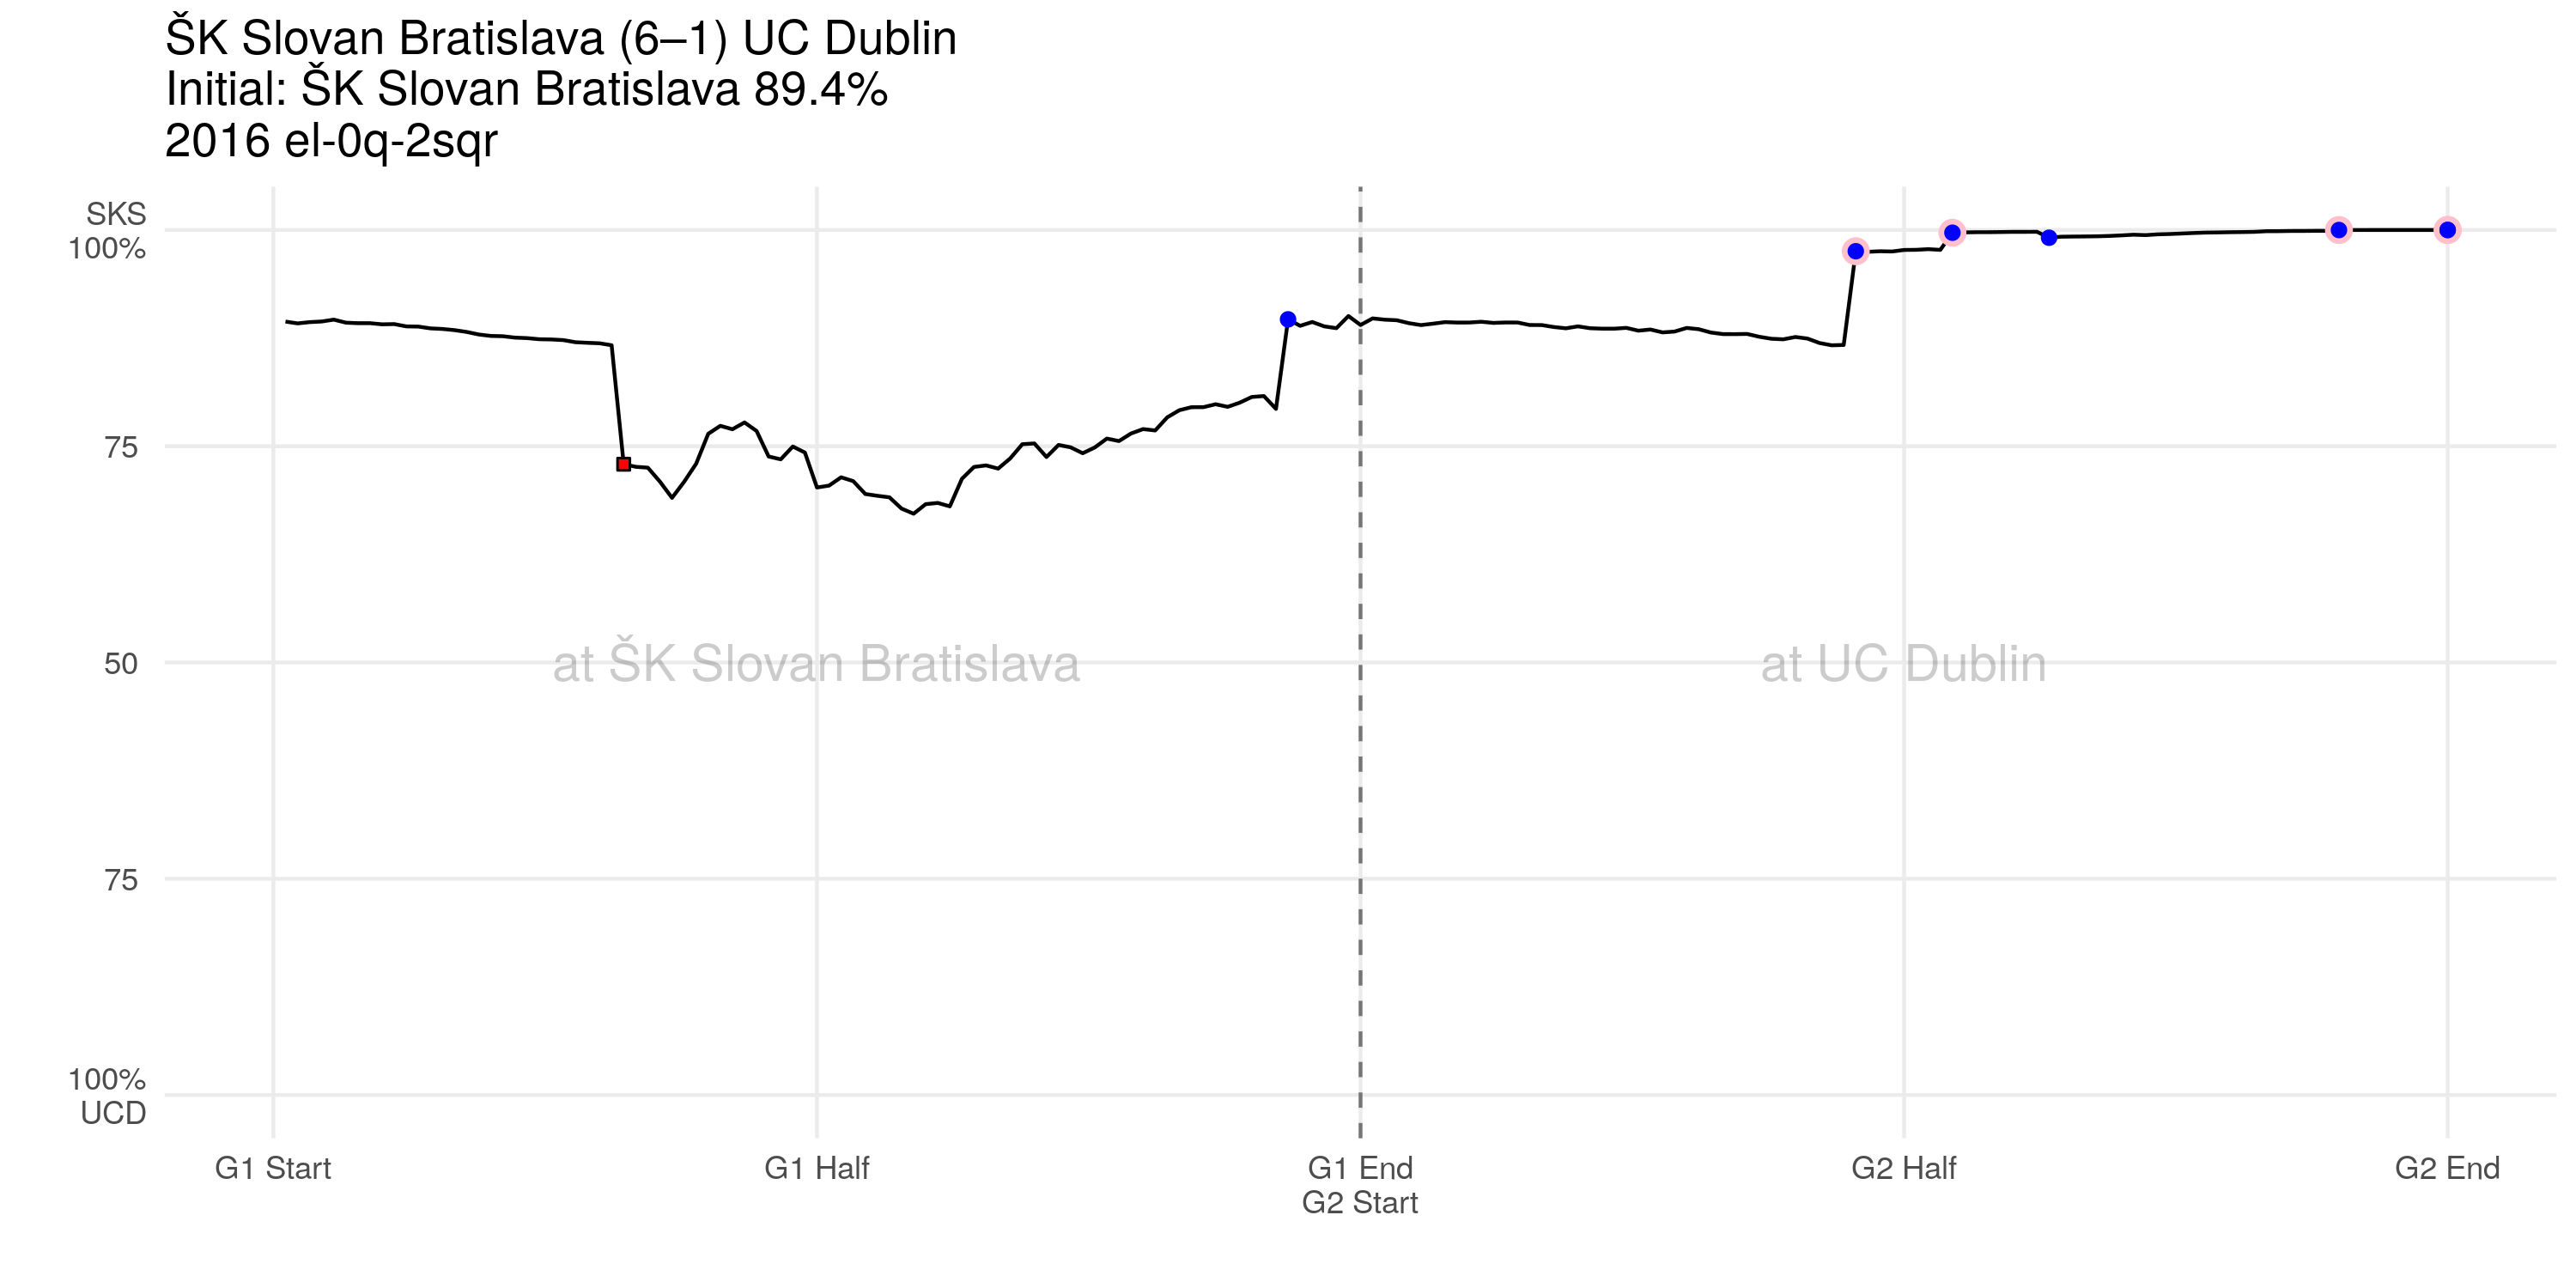 ŠK Slovan Bratislava (6–1) UC Dublin
Initial: ŠK Slovan Bratislava 89.4%
2016 el-0q-2sqr
SKS
100%
75
50
75
100%
UCD
at ŠK Slovan Bratislava
at UC Dublin
G1 Start
G1 Half
G1 End
G2 Start
G2 Half
G2 End